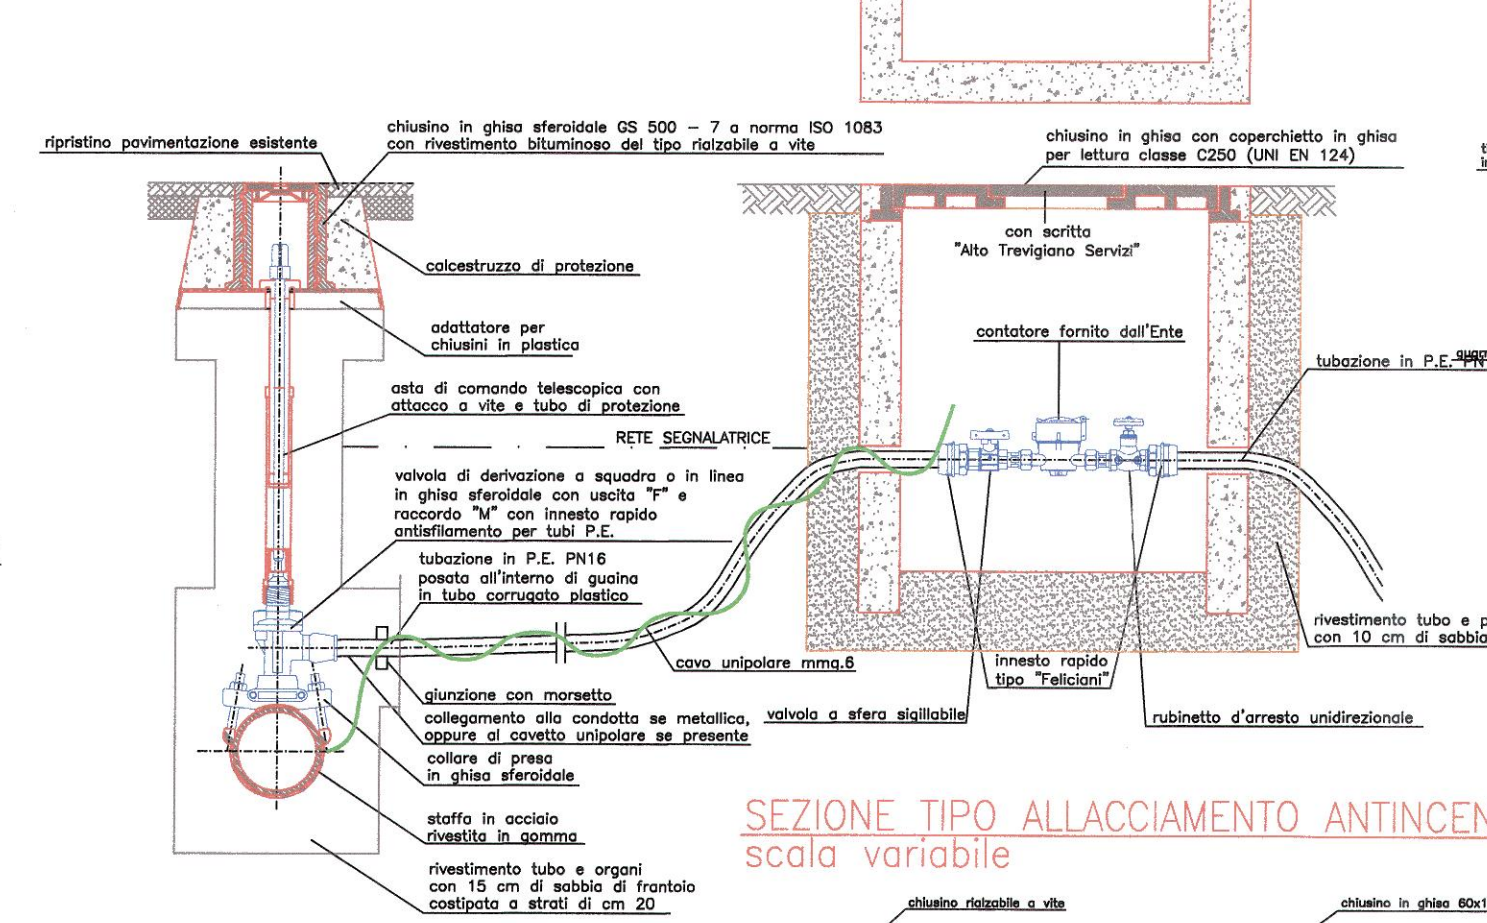 ripristino pavimentazione esistente
chiusino in ghisa sferoidale GS 500 – 7 a norma ISO 1083
con rivestimento bituminoso del tipo rialzabile a vite
calcestruzzo di protezione
adattatore per
chiusini in plastica
asta di comando telescopica con
attacco a vite e tubo di protezione
RETE SEGNALATRICE
valvola di derivazione a squadra o in linea
in ghisa sferoidale con uscita "F" e
raccordo "M" con innesto rapido
antisfilamento per tubi P.E.
tubazione in P.E. PN16
posata all'interno di guaina
in tubo corrugato plastico
cavo unipolare mmq.6
giunzione con morsetto
collegamento alla condotta se metallica,
oppure al cavetto unipolare se presente
collare di presa
in ghisa sferoidale
staffa in acciaio
rivestita in gomma
rivestimento tubo e organi
con 15 cm di sabbia di frantoio
costipata a strati di cm 20
chiusino in ghisa con coperchietto in ghisa
per lettura classe C250 (UNI EN 124)
con scritta
"Alto Trevigiano Servizi"
contatore fornito dall'Ente
tubazione in P.E. PN
rivestimento tubo e p
con 10 cm di sabbia
innesto rapido
tipo "Feliciani"
valvola a sfera sigillabile
rubinetto d'arresto unidirezionale
SEZIONE TIPO ALLACCIAMENTO ANTINCEN
scala variabile
chiusino rialzabile a vite
chiusino in ghisa 60x1